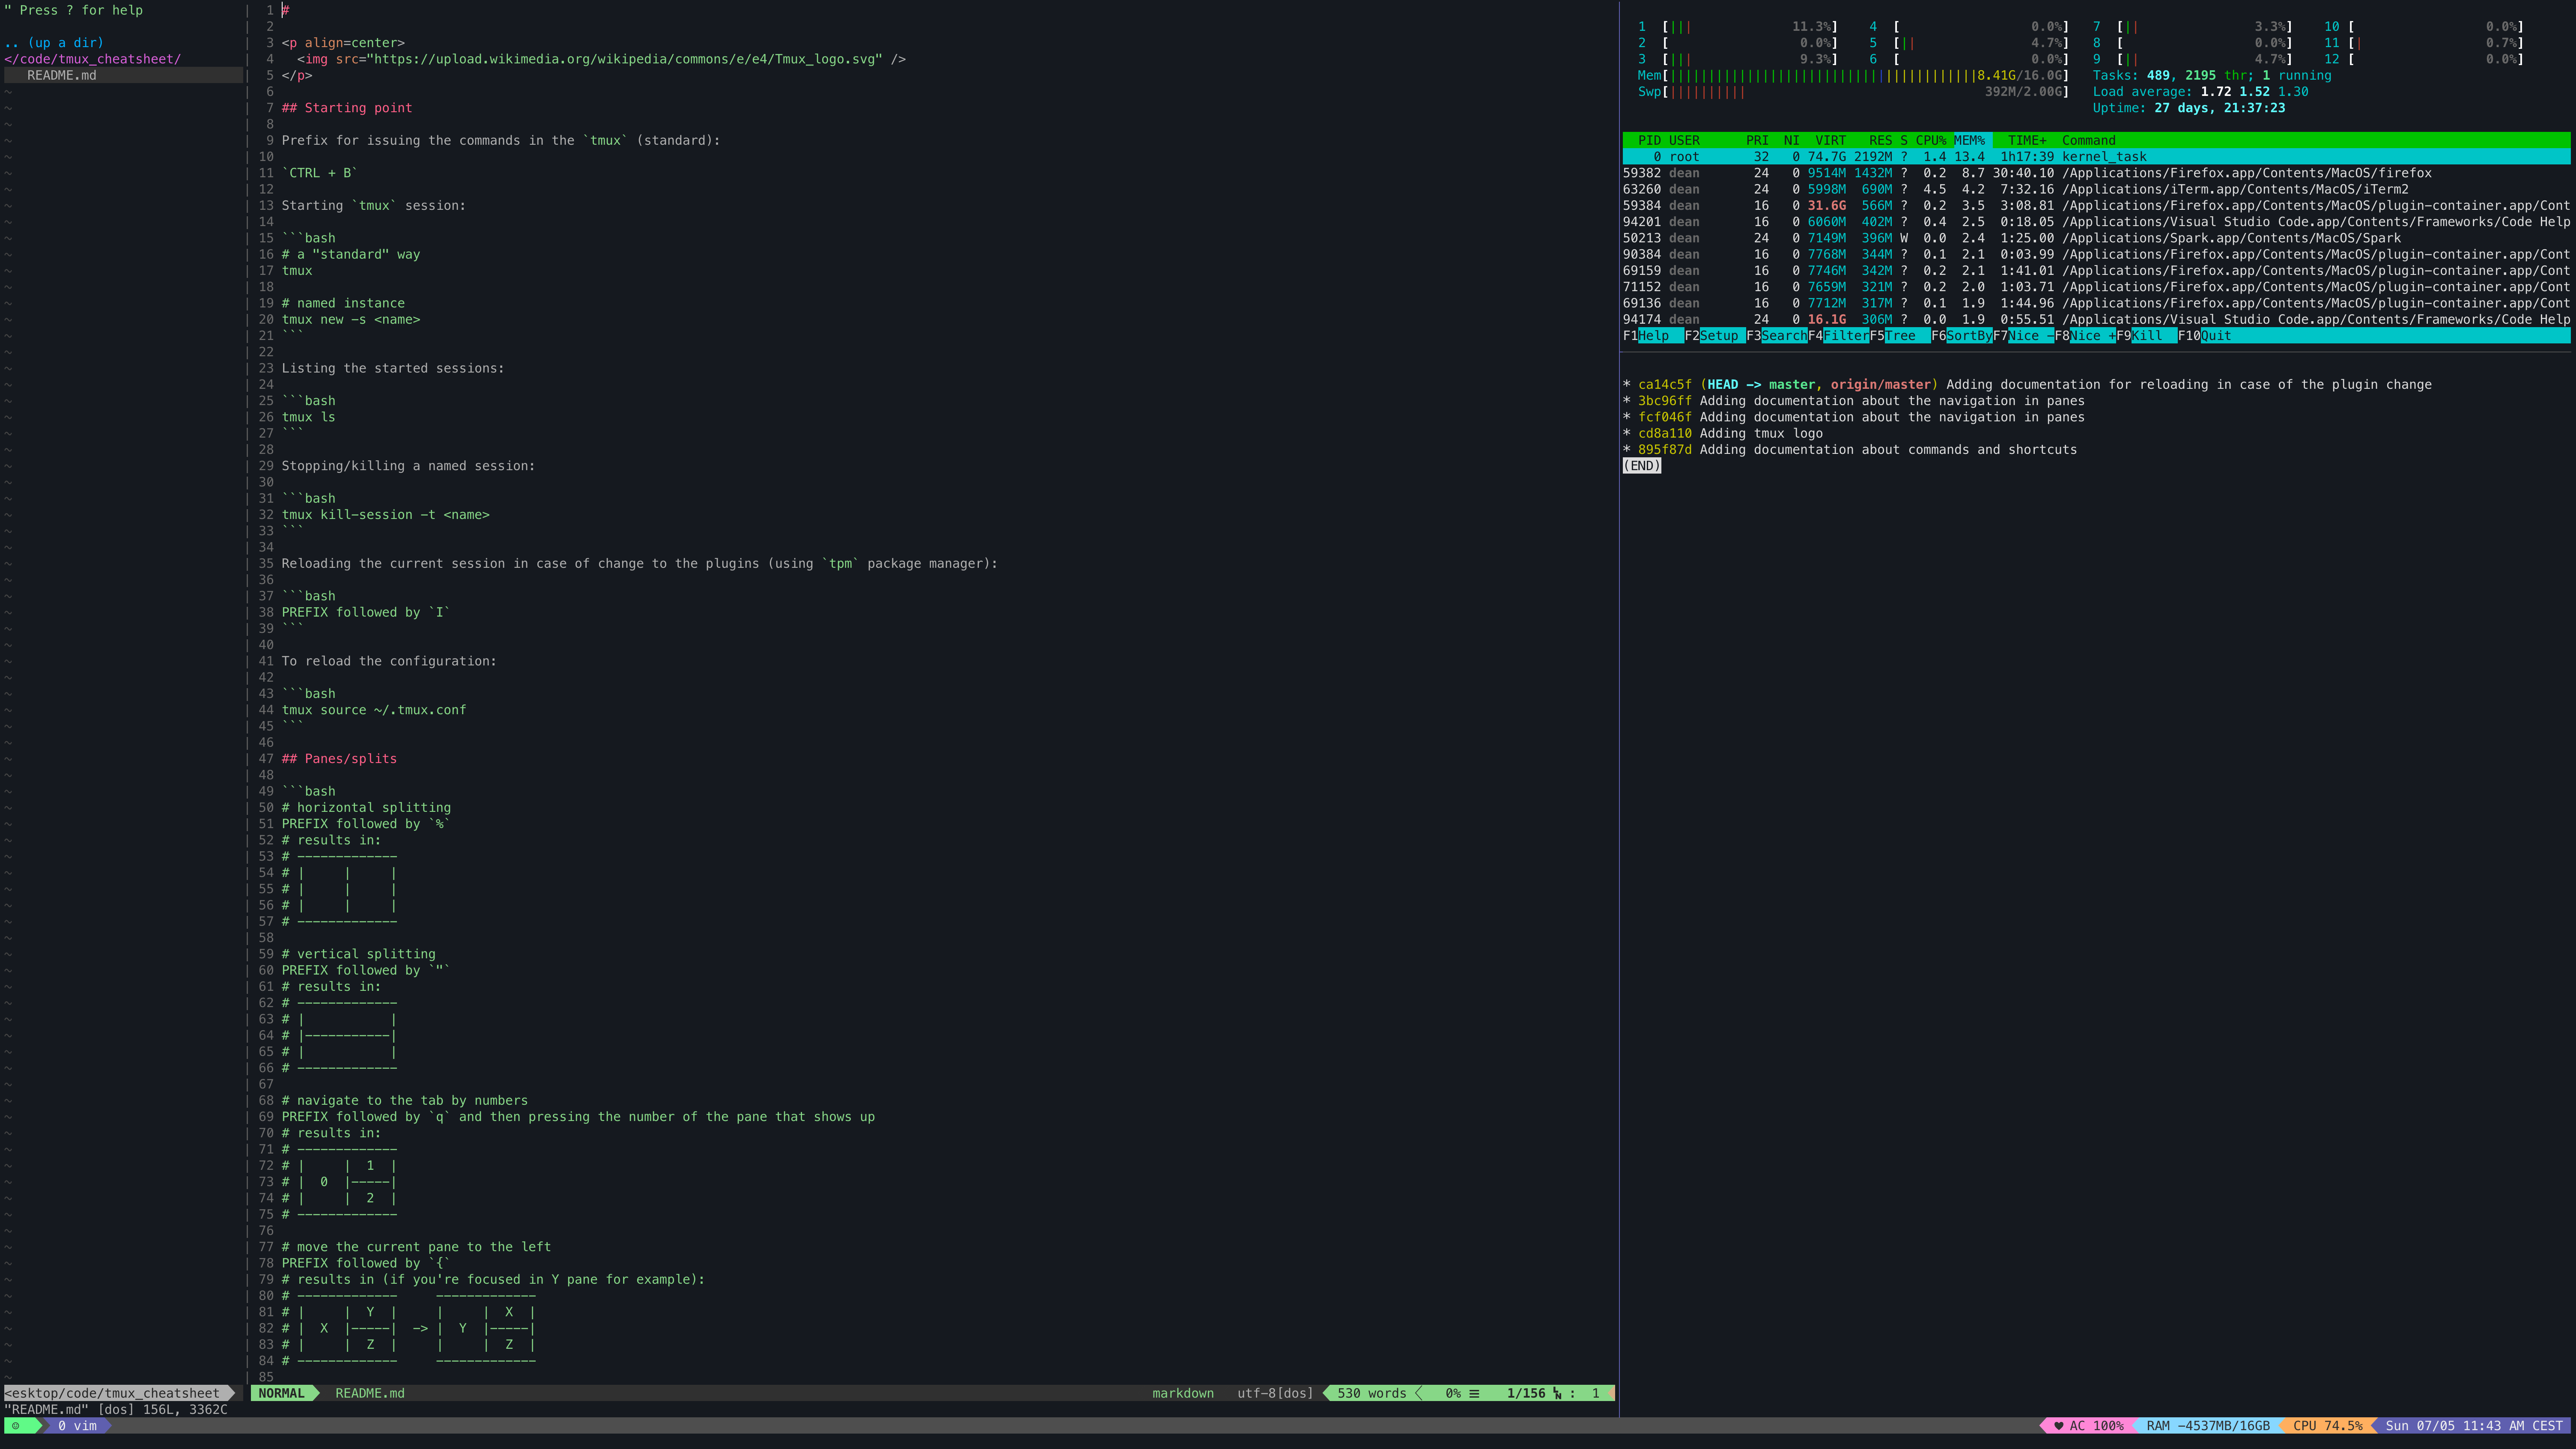 " Press ? for help
.. (up a dir)
</code/tmux_cheatsheet/
README.md
1 #
2
3 <p align=center>
4   <img src="https://upload.wikimedia.org/wikipedia/commons/e/e4/Tmux_logo.svg" />
5 </p>
6
7 ## Starting point
8
9 Prefix for issuing the commands in the `tmux` (standard):
10
11 `CTRL + B`
12
13 Starting `tmux` session:
14
15 ```bash
16 # a "standard" way
17 tmux
18
19 # named instance
20 tmux new -s <name>
21 ```
22
23 Listing the started sessions:
24
25 ```bash
26 tmux ls
27 ```
28
29 Stopping/killing a named session:
30
31 ```bash
32 tmux kill-session -t <name>
33 ```
34
35 Reloading the current session in case of change to the plugins (using `tpm` package manager):
36
37 ```bash
38 PREFIX followed by `I`
39 ```
40
41 To reload the configuration:
42
43 ```bash
44 tmux source ~/.tmux.conf
45 ```
46
47 ## Panes/splits
48
49 ```bash
50 # horizontal splitting
51 PREFIX followed by `%`
52 # results in:
53 # -------------
54 # |     |     |
55 # |     |     |
56 # |     |     |
57 # -------------
58
59 # vertical splitting
60 PREFIX followed by `"`
61 # results in:
62 # -------------
63 # |           |
64 # |-----------|
65 # |           |
66 # -------------
67
68 # navigate to the tab by numbers
69 PREFIX followed by `q` and then pressing the number of the pane that shows up
70 # results in:
71 # -------------
72 # |     |  1  |
73 # |  0  |-----|
74 # |     |  2  |
75 # -------------
76
77 # move the current pane to the left
78 PREFIX followed by `{`
79 # results in (if you're focused in Y pane for example):
80 # -------------     -------------
81 # |     |  Y  |     |     |  X  |
82 # |  X  |-----|  -> |  Y  |-----|
83 # |     |  Z  |     |     |  Z  |
84 # -------------     -------------
85
<esktop/code/tmux_cheatsheet NORMAL README.md markdown utf-8[dos] 530 words 0% ☰ 1/156 : 1
"README.md" [dos] 156L, 3362C
1 [||| 11.3%] 4 [ 0.0%] 7 [|| 3.3%] 10 [ 0.0%]
2 [ 0.0%] 5 [|| 4.7%] 8 [ 0.0%] 11 [| 0.7%]
3 [||| 9.3%] 6 [ 0.0%] 9 [|| 4.7%] 12 [ 0.0%]
Mem[||||||||||||||||||||||||||||||||||||||||8.41G/16.0G] Tasks: 489, 2195 thr; 1 running
Swp[|||||||||| 392M/2.00G] Load average: 1.72 1.52 1.30
Uptime: 27 days, 21:37:23
PID USER PRI NI VIRT RES S CPU% MEM% TIME+ Command
0 root 32 0 74.7G 2192M ? 1.4 13.4 1h17:39 kernel_task
59382 dean 24 0 9514M 1432M ? 0.2 8.7 30:40.10 /Applications/Firefox.app/Contents/MacOS/firefox
63260 dean 24 0 5998M 690M ? 4.5 4.2 7:32.16 /Applications/iTerm.app/Contents/MacOS/iTerm2
59384 dean 16 0 31.6G 566M ? 0.2 3.5 3:08.81 /Applications/Firefox.app/Contents/MacOS/plugin-container.app/Cont
94201 dean 16 0 6060M 402M ? 0.4 2.5 0:18.05 /Applications/Visual Studio Code.app/Contents/Frameworks/Code Help
50213 dean 24 0 7149M 396M W 0.0 2.4 1:25.00 /Applications/Spark.app/Contents/MacOS/Spark
90384 dean 16 0 7768M 344M ? 0.1 2.1 0:03.99 /Applications/Firefox.app/Contents/MacOS/plugin-container.app/Cont
69159 dean 16 0 7746M 342M ? 0.2 2.1 1:41.01 /Applications/Firefox.app/Contents/MacOS/plugin-container.app/Cont
71152 dean 16 0 7659M 321M ? 0.2 2.0 1:03.71 /Applications/Firefox.app/Contents/MacOS/plugin-container.app/Cont
69136 dean 16 0 7712M 317M ? 0.1 1.9 1:44.96 /Applications/Firefox.app/Contents/MacOS/plugin-container.app/Cont
94174 dean 24 0 16.1G 306M ? 0.0 1.9 0:55.51 /Applications/Visual Studio Code.app/Contents/Frameworks/Code Help
F1Help F2Setup F3SearchF4FilterF5Tree F6SortByF7Nice -F8Nice +F9Kill F10Quit
* ca14c5f (HEAD -> master, origin/master) Adding documentation for reloading in case of the plugin change
* 3bc96ff Adding documentation about the navigation in panes
* fcf046f Adding documentation about the navigation in panes
* cd8a110 Adding tmux logo
* 895f87d Adding documentation about commands and shortcuts
(END)
☺ 0 vim ♥ AC 100% RAM -4537MB/16GB CPU 74.5% Sun 07/05 11:43 AM CEST